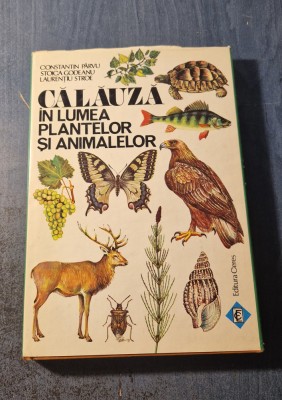 CONSTANTIN PÂRVU
STOICA GODEANU
LAURENȚIU STROE
CĂLĂUZĂ
ÎN LUMEA
PLANTELOR
ȘI ANIMALELOR
Editura Ceres